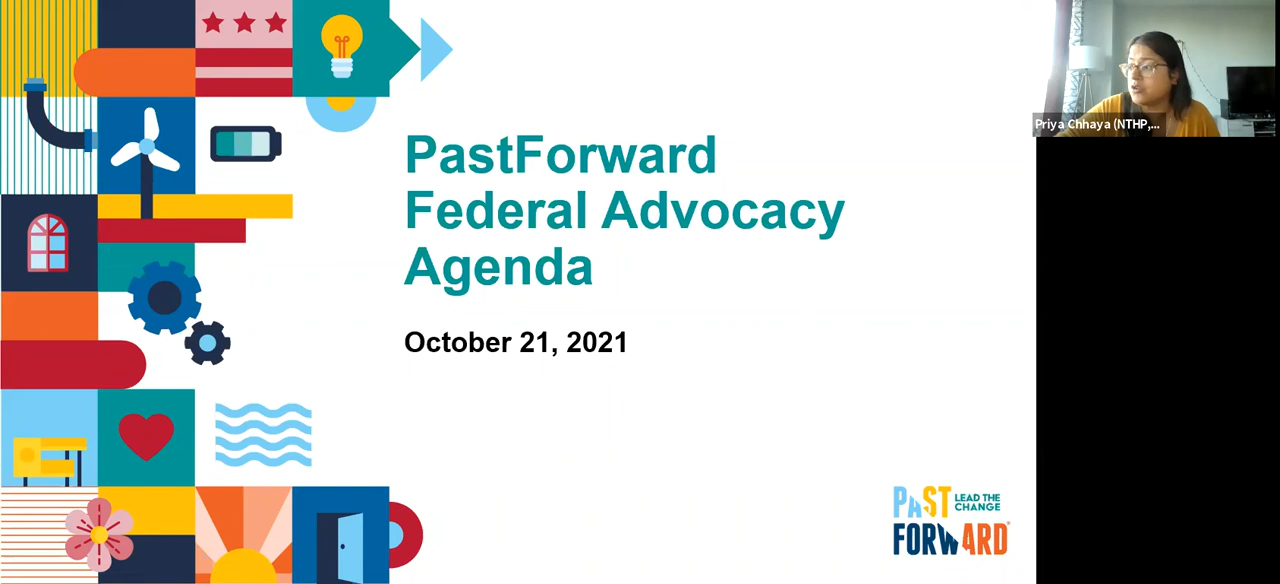 PastForward
Federal Advocacy
Agenda
October 21, 2021
Priya Chhaya (NTHP,...
PAST LEAD THE
CHANGE
FORWARD®